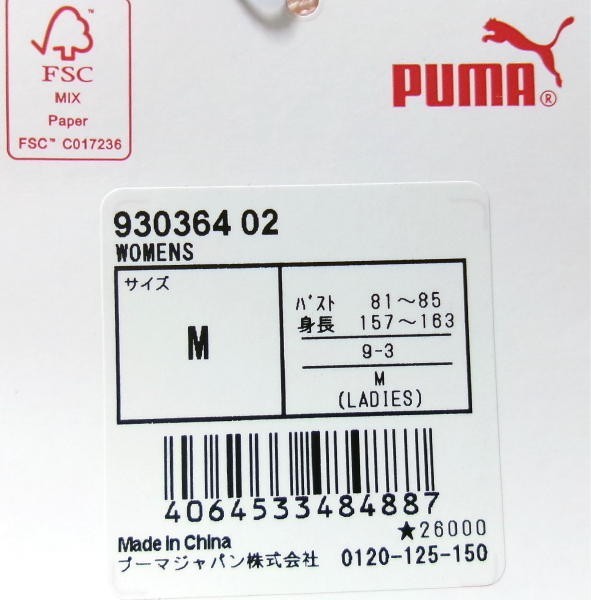 FSC
MIX
Paper
FSC™ C017236
PUMA®
930364 02
WOMENS
サイズ
M
バスト 81～85
身長 157～163
9-3
M
(LADIES)
4064533484887
★26000
Made in China
プーマジャパン株式会社 0120-125-150